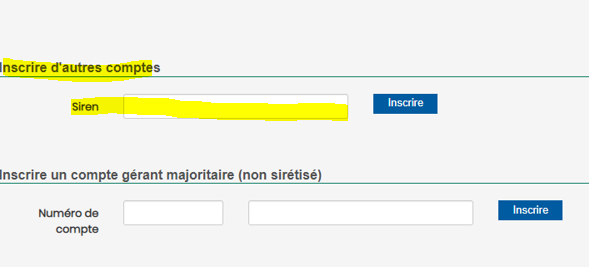 Inscrire d'autres comptes
Siren Inscrire
Inscrire un compte gérant majoritaire (non sirétisé)
Numéro de Inscrire
compte